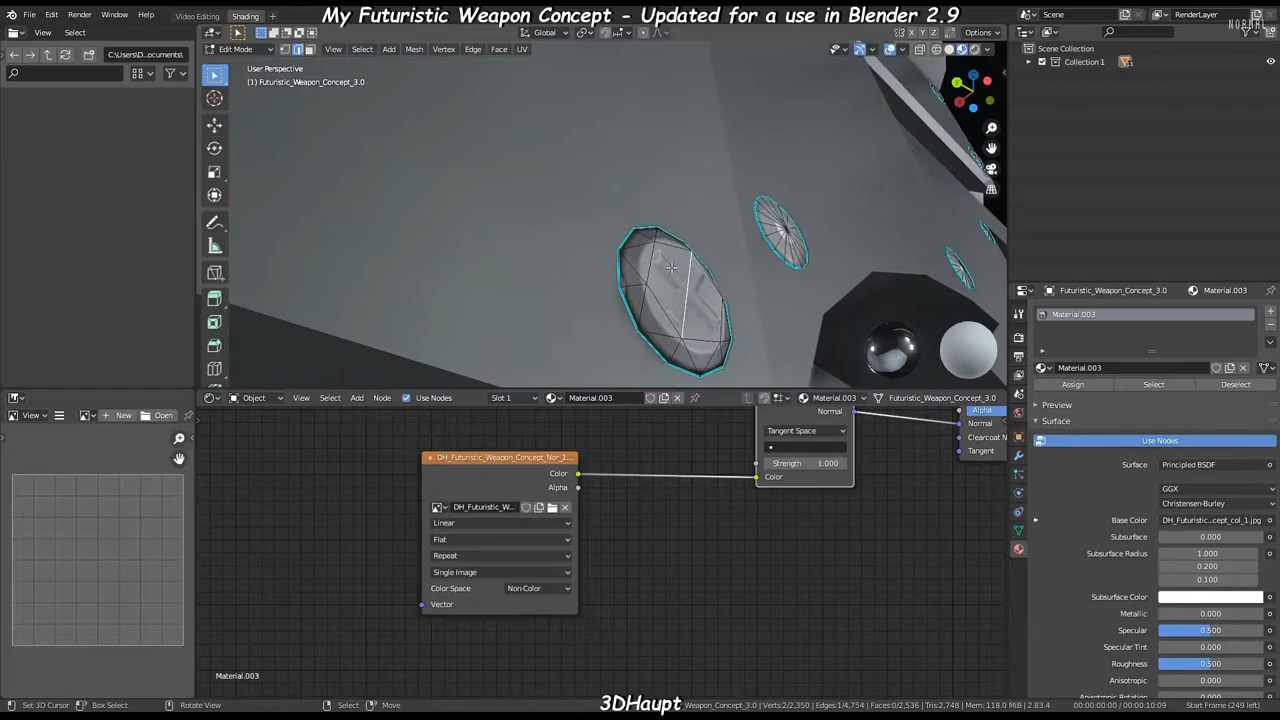 My Futuristic Weapon Concept - Updated for a use in Blender 2.9
File Edit Render Window Help Video Editing Shading Scene RenderLayer
NORMAL
View Select Global Options
C:\Users\D...ocuments\ Edit Mode View Select Add Mesh Vertex Edge Face UV
Scene Collection
Collection 1
User Perspective
(1) Futuristic_Weapon_Concept_3.0
Futuristic_Weapon_Concept_3.0 Material.003
Material.003
Material.003
Assign Select Deselect
View New Open Object View Select Add Node Use Nodes Slot 1 Material.003 Material.003 Futuristic_Weapon_Concept_3.0
Preview
Surface
Use Nodes
Surface Principled BSDF
GGX
Christensen-Burley
Base Color DH_Futuristic...cept_col_1.jpg
Subsurface 0.000
Subsurface Radius 1.000
0.200
0.100
Subsurface Color
Metallic 0.000
Specular 0.500
Specular Tint 0.000
Roughness 0.500
Anisotropic 0.000
Anisotropic Rotation
Normal
Tangent Space
Strength 1.000
Color
Alpha
Normal
Clearcoat N
Tangent
DH_Futuristic_Weapon_Concept_Nor_1...
Color
Alpha
DH_Futuristic_W...
Linear
Flat
Repeat
Single Image
Color Space Non-Color
Vector
Material.003
Set 3D Cursor Box Select Rotate View Select Move
3DHaupt
Weapon_Concept_3.0 | Verts:2/2,350 | Edges:1/4,754 | Faces:0/2,536 | Tris:2,748 | Mem: 118.0 MiB | 2.83.4
00:00:00:00 / 00:00:10:09 Start Frame (249 left)